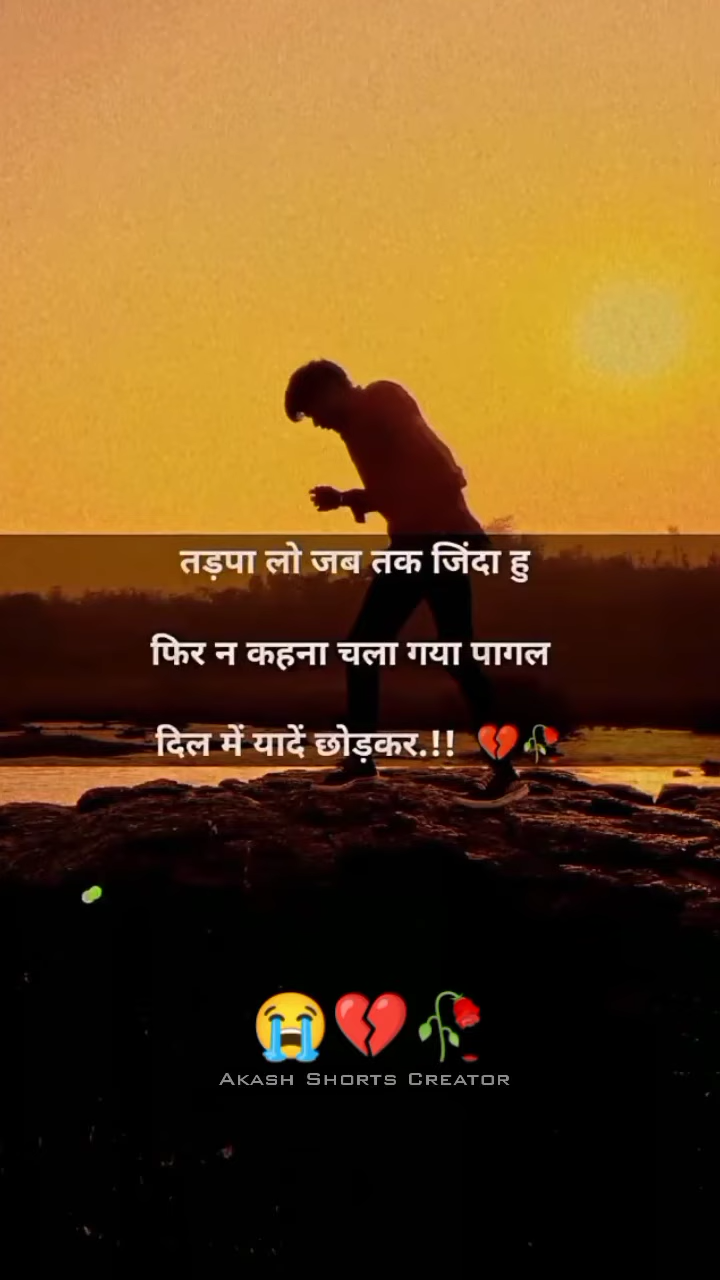 तड़पा लो जब तक जिंदा हु
फिर न कहना चला गया पागल
दिल में यादें छोड़कर.!! 💔🥀
😭💔🥀
AKASH SHORTS CREATOR